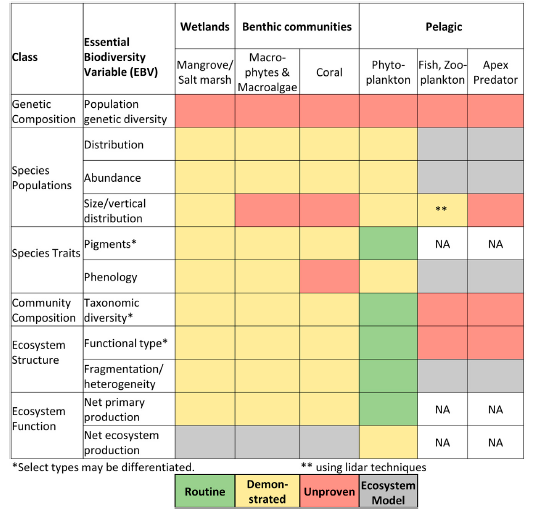 Wetlands Benthic communities Pelagic
Class Essential Biodiversity Variable (EBV) Mangrove/ Salt marsh Macro- phytes & Macroalgae Coral Phyto- plankton Fish, Zoo- plankton Apex Predator
Genetic Composition Population genetic diversity
Species Populations Distribution
Abundance
Size/vertical distribution **
Species Traits Pigments* NA NA
Phenology
Community Composition Taxonomic diversity*
Ecosystem Structure Functional type*
Fragmentation/ heterogeneity
Ecosystem Function Net primary production NA NA
Net ecosystem production NA NA
*Select types may be differentiated. ** using lidar techniques
Routine Demon- strated Unproven Ecosystem Model